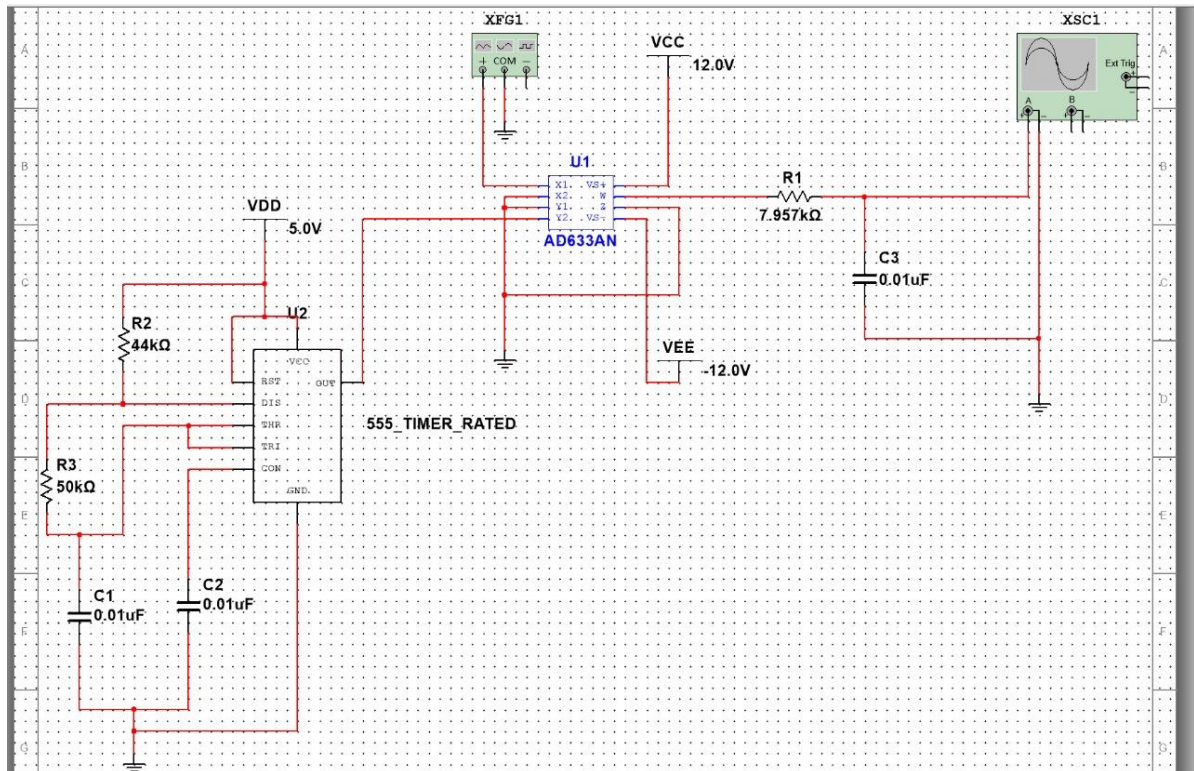 XFG1
COM
XSC1
Ext Trig
A
B
VCC
12.0V
U1
X1. VS+
X2. W
Y1. Z
Y2. VS-
AD633AN
R1
7.957kΩ
VDD
5.0V
C3
0.01uF
R2
44kΩ
U2
VCC
RST OUT
DIS
THR
TRI
CON
GND
VEE
-12.0V
555_TIMER_RATED
R3
50kΩ
C1
0.01uF
C2
0.01uF
A
B
C
D
E
F
G
A
B
C
D
E
F
G